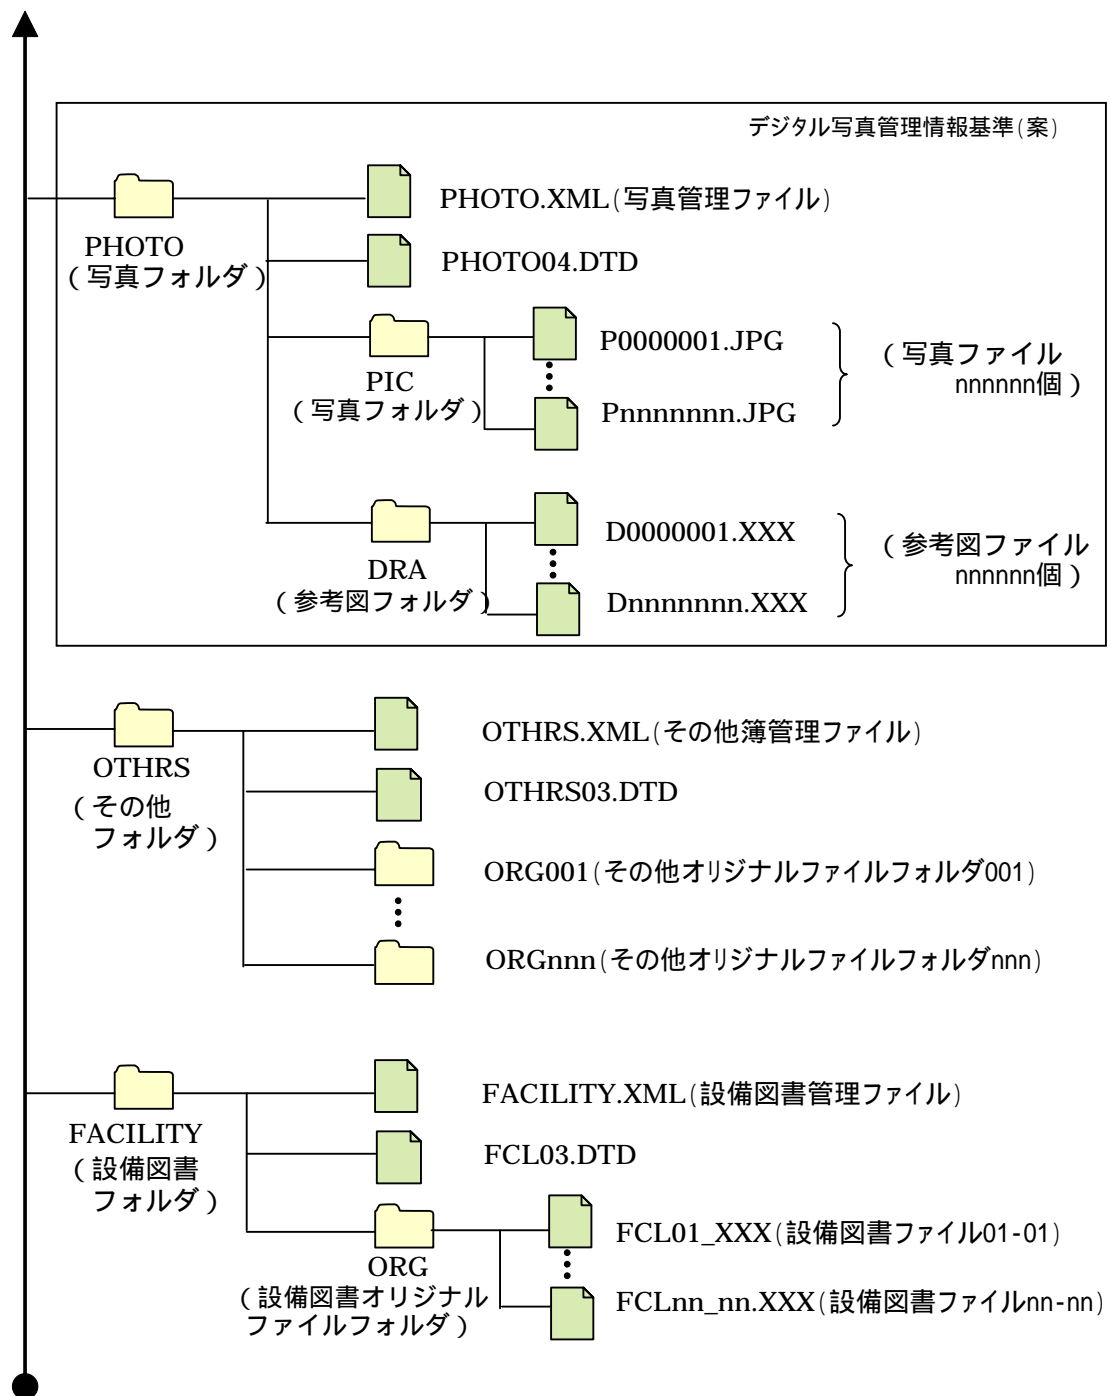 デジタル写真管理情報基準(案)
PHOTO.XML(写真管理ファイル)
PHOTO
(写真フォルダ)
PHOTO04.DTD
P0000001.JPG
(写真ファイル
nnnnnn個)
PIC
(写真フォルダ)
Pnnnnnnn.JPG
D0000001.XXX
(参考図ファイル
nnnnnn個)
DRA
(参考図フォルダ)
Dnnnnnnn.XXX
OTHRS.XML(その他簿管理ファイル)
OTHRS
(その他
フォルダ)
OTHRS03.DTD
ORG001(その他オリジナルファイルフォルダ001)
ORGnnn(その他オリジナルファイルフォルダnnn)
FACILITY.XML(設備図書管理ファイル)
FACILITY
(設備図書
フォルダ)
FCL03.DTD
FCL01_XXX(設備図書ファイル01-01)
ORG
(設備図書オリジナル
ファイルフォルダ)
FCLnn_nn.XXX(設備図書ファイルnn-nn)